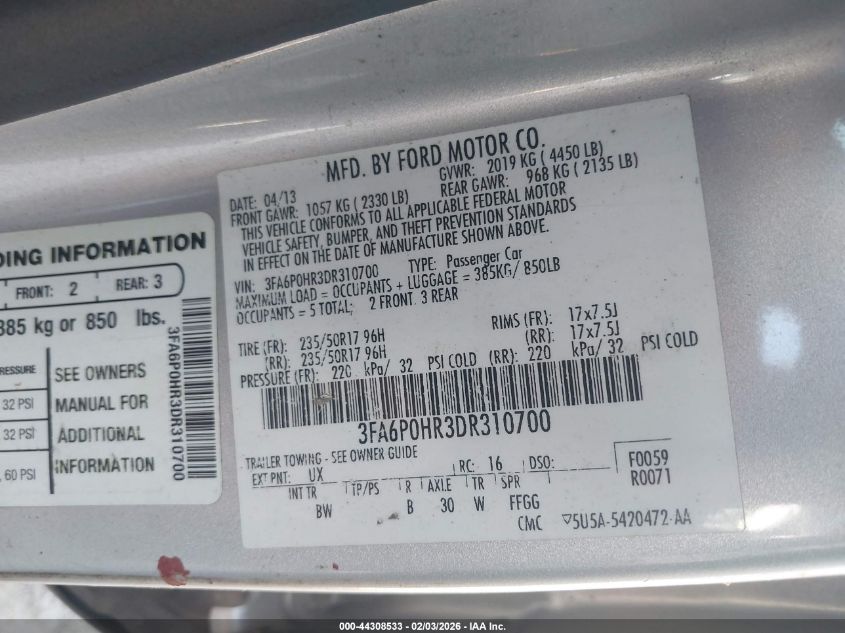 DING INFORMATION
FRONT: 2 REAR: 3
385 kg or 850 lbs.
PRESSURE
32 PSI
32 PSI
60 PSI
SEE OWNERS
MANUAL FOR
ADDITIONAL
INFORMATION
3FA6P0HR3DR310700
MFD. BY FORD MOTOR CO.
DATE: 04/13 GVWR: 2019 KG ( 4450 LB)
FRONT GAWR: 1057 KG ( 2330 LB) REAR GAWR: 968 KG ( 2135 LB)
THIS VEHICLE CONFORMS TO ALL APPLICABLE FEDERAL MOTOR
VEHICLE SAFETY, BUMPER, AND THEFT PREVENTION STANDARDS
IN EFFECT ON THE DATE OF MANUFACTURE SHOWN ABOVE.
VIN: 3FA6P0HR3DR310700 TYPE: Passenger Car
MAXIMUM LOAD = OCCUPANTS + LUGGAGE = 385KG/ 850LB
OCCUPANTS = 5 TOTAL; 2 FRONT. 3 REAR
TIRE (FR): 235/50R17 96H RIMS (FR): 17x7.5J
(RR): 235/50R17 96H (RR): 17x7.5J
PRESSURE (FR): 220 kPa/ 32 PSI COLD (RR): 220 kPa/ 32 PSI COLD
3FA6P0HR3DR310700
TRAILER TOWING - SEE OWNER GUIDE
EXT PNT: UX RC: 16 DSO: F0059
R0071
INT TR TP/PS R AXLE TR SPR
BW B 30 W FFGG
CMC ▽5U5A-5420472-AA
000-44308533 - 02/03/2026 - IAA Inc.